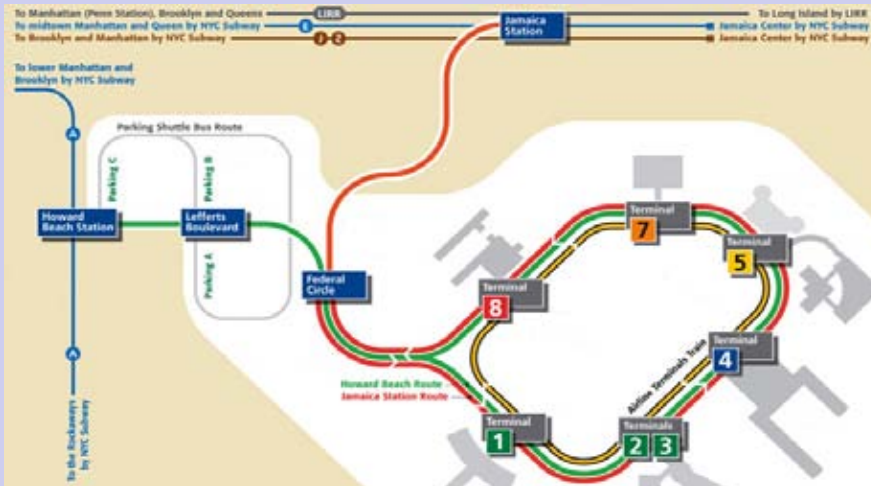 To Manhattan (Penn Station), Brooklyn and Queens
LIRR
To Long Island by LIRR
To midtown Manhattan and Queen by NYC Subway
E
Jamaica Center by NYC Subway
To Brooklyn and Manhattan by NYC Subway
J Z
Jamaica Center by NYC Subway
Jamaica
Station
To lower Manhattan and
Brooklyn by NYC Subway
A
Parking Shuttle Bus Route
Parking C
Parking B
Howard
Beach Station
Lefferts
Boulevard
Parking A
Federal
Circle
Terminal
7
Terminal
5
Terminal
8
Terminal
4
Airline Terminals Train
A
Howard Beach Route
Jamaica Station Route
Terminal
1
Terminals
2 3
To the Rockaways
by NYC Subway